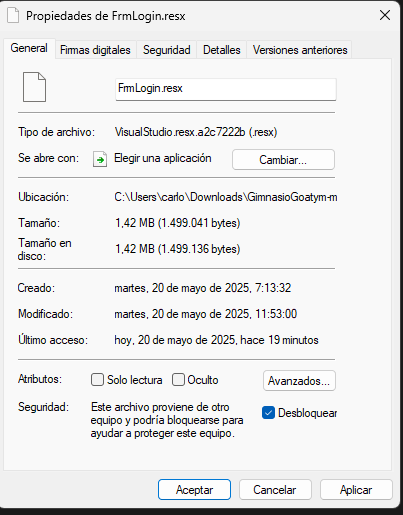 Propiedades de FrmLogin.resx
General Firmas digitales Seguridad Detalles Versiones anteriores
FrmLogin.resx
Tipo de archivo: VisualStudio.resx.a2c7222b (.resx)
Se abre con: Elegir una aplicación Cambiar...
Ubicación: C:\Users\carlo\Downloads\GimnasioGoatym-m
Tamaño: 1,42 MB (1.499.041 bytes)
Tamaño en
disco: 1,42 MB (1.499.136 bytes)
Creado: martes, 20 de mayo de 2025, 7:13:32
Modificado: martes, 20 de mayo de 2025, 11:53:00
Último acceso: hoy, 20 de mayo de 2025, hace 19 minutos
Atributos: Solo lectura Oculto Avanzados...
Seguridad: Este archivo proviene de otro
equipo y podría bloquearse para
ayudar a proteger este equipo.
Desbloquear
Aceptar Cancelar Aplicar